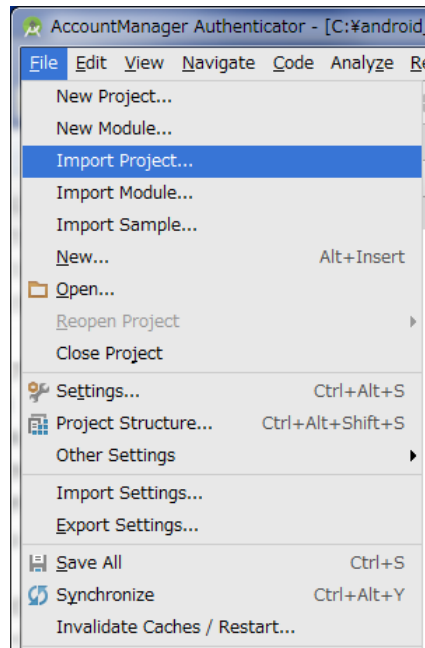 AccountManager Authenticator - [C:¥android_
File Edit View Navigate Code Analyze Re
New Project...
New Module...
Import Project...
Import Module...
Import Sample...
New... Alt+Insert
Open...
Reopen Project
Close Project
Settings... Ctrl+Alt+S
Project Structure... Ctrl+Alt+Shift+S
Other Settings
Import Settings...
Export Settings...
Save All Ctrl+S
Synchronize Ctrl+Alt+Y
Invalidate Caches / Restart...